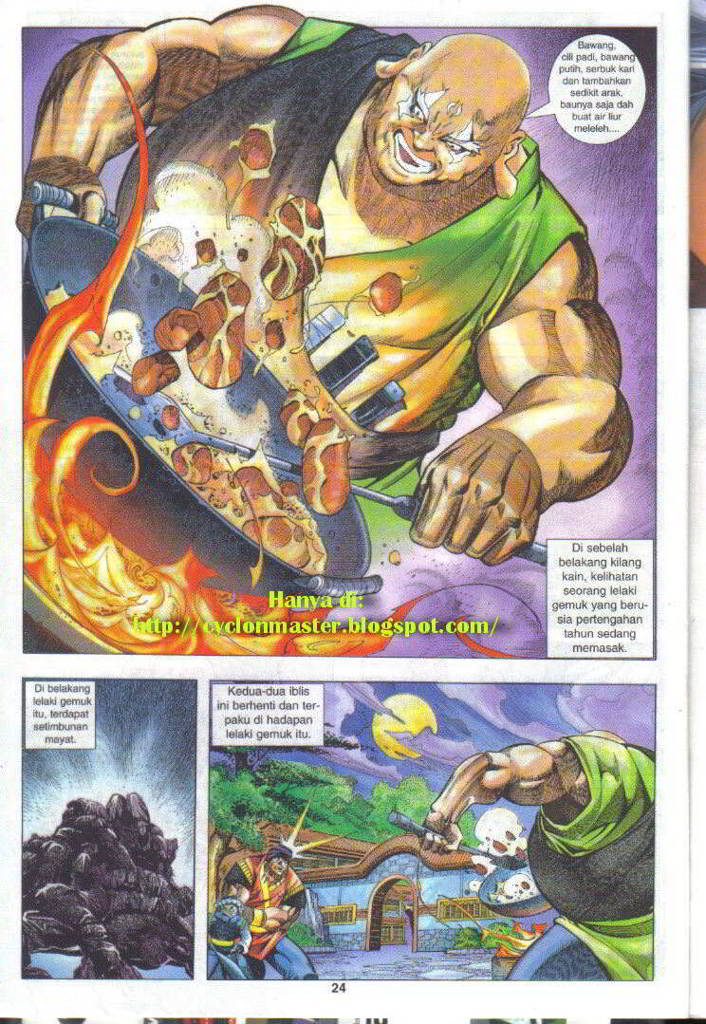 Bawang,
cili padi, bawang
putih, serbuk kari
dan tambahkan
sedikit arak,
baunya saja dah
buat air liur
meleleh....
Di sebelah
belakang kilang
kain, kelihatan
seorang lelaki
gemuk yang beru-
sia pertengahan
tahun sedang
memasak.
Hanya di:
http://cyclonmaster.blogspot.com/
Di belakang
lelaki gemuk
itu, terdapat
setimbunan
mayat.
Kedua-dua iblis
ini berhenti dan ter-
paku di hadapan
lelaki gemuk itu.
24